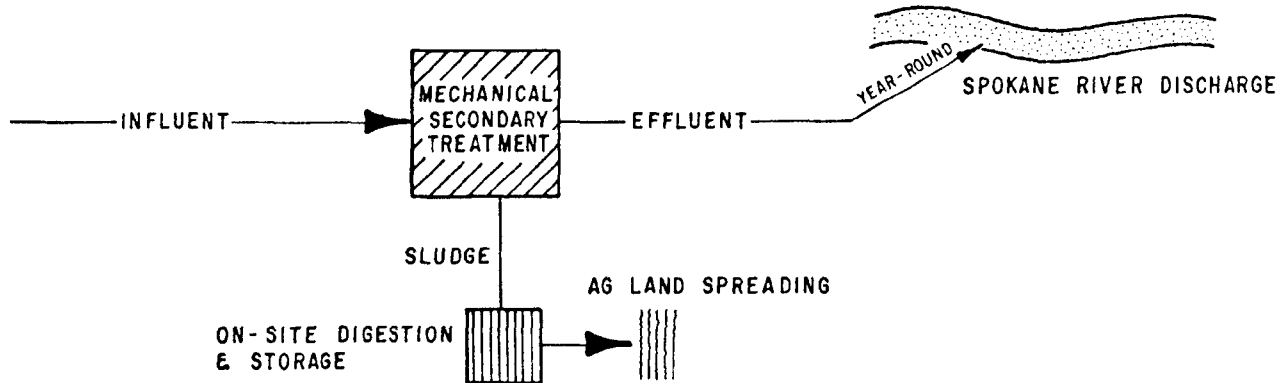 YEAR-ROUND
SPOKANE RIVER DISCHARGE
INFLUENT
MECHANICAL
SECONDARY
TREATMENT
EFFLUENT
SLUDGE
AG LAND SPREADING
ON-SITE DIGESTION
& STORAGE